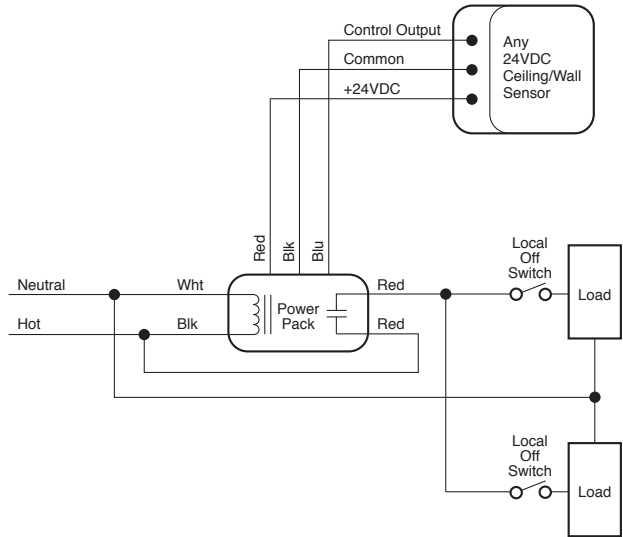 Control Output
Common
+24VDC
Any
24VDC
Ceiling/Wall
Sensor
Red
Blk
Blu
Neutral
Wht
Hot
Blk
Power
Pack
Red
Red
Local
Off
Switch
Load
Local
Off
Switch
Load